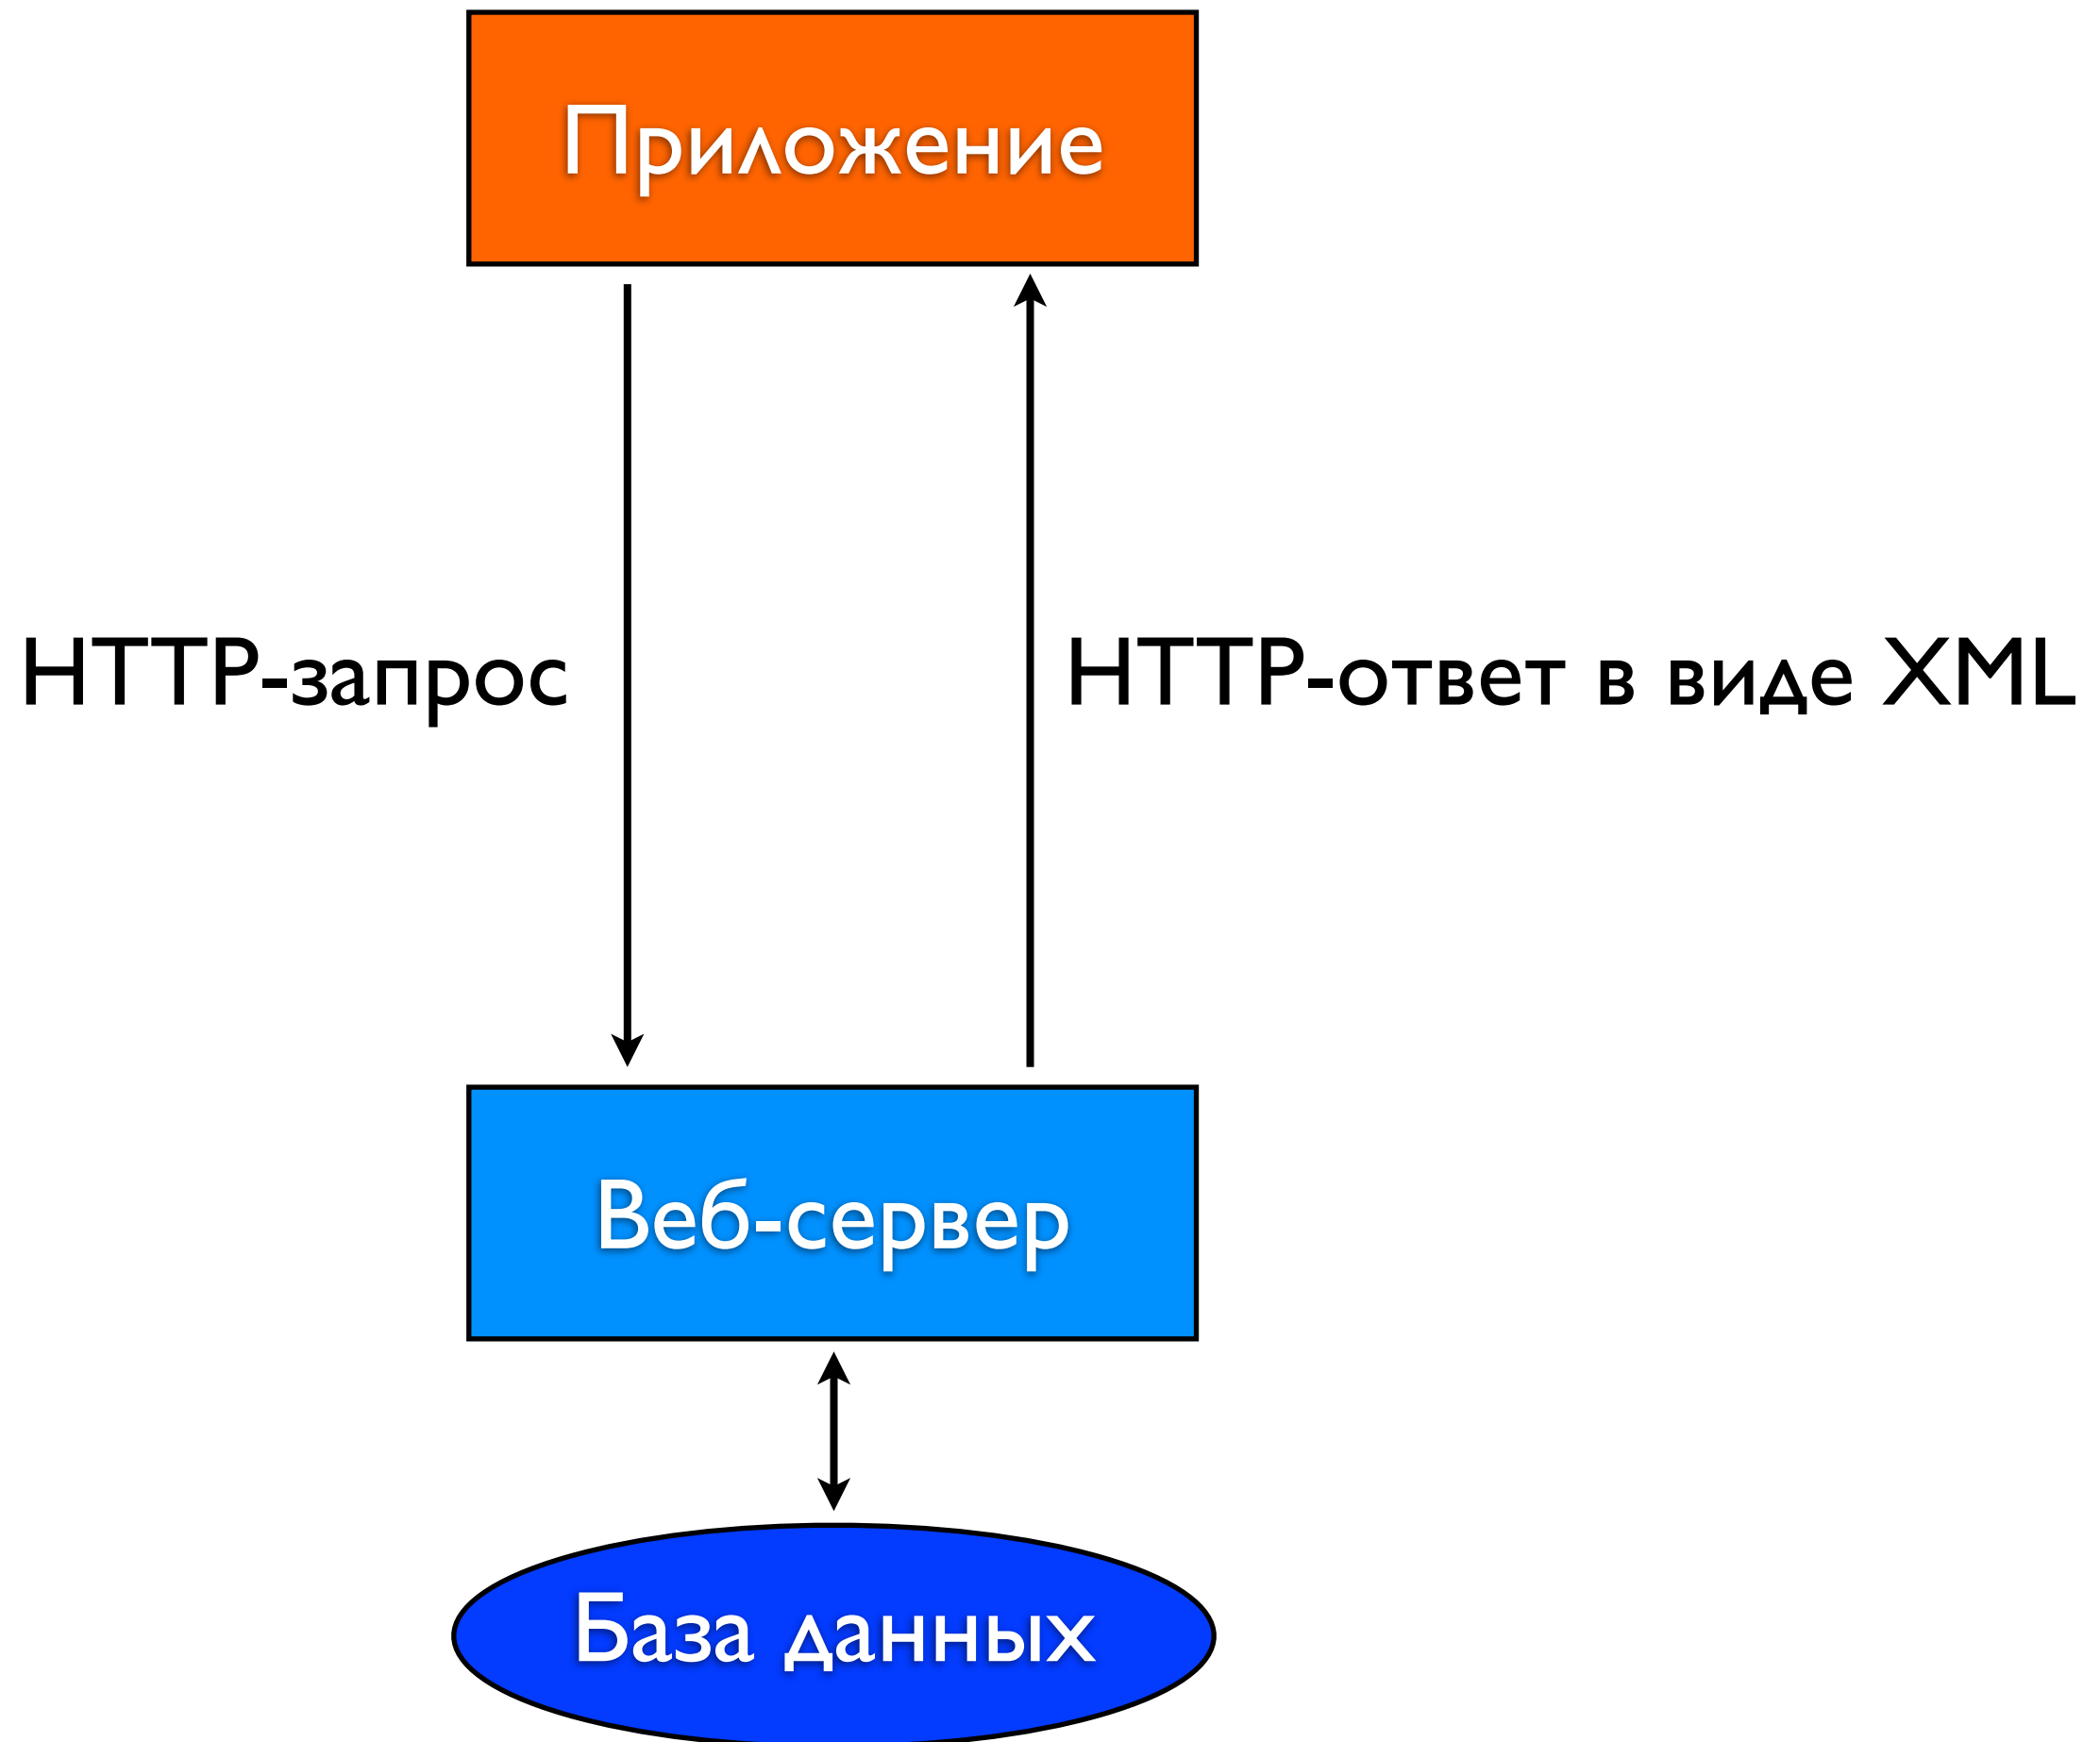 Приложение
HTTP-запрос
HTTP-ответ в виде XML
Веб-сервер
База данных